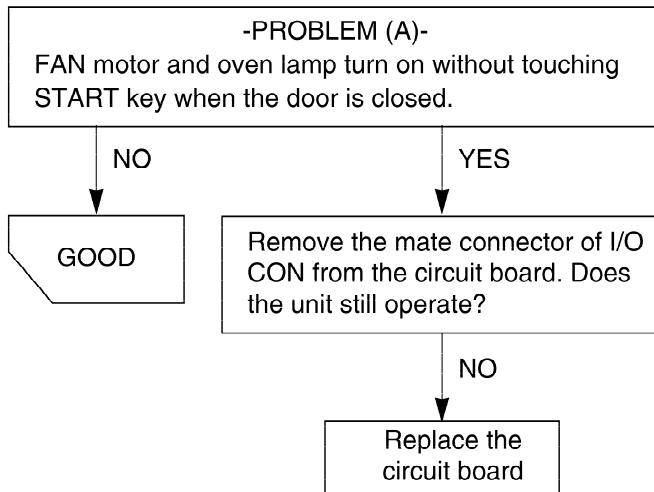 -PROBLEM (A)-
FAN motor and oven lamp turn on without touching
START key when the door is closed.
NO
YES
GOOD
Remove the mate connector of I/O
CON from the circuit board. Does
the unit still operate?
NO
Replace the
circuit board